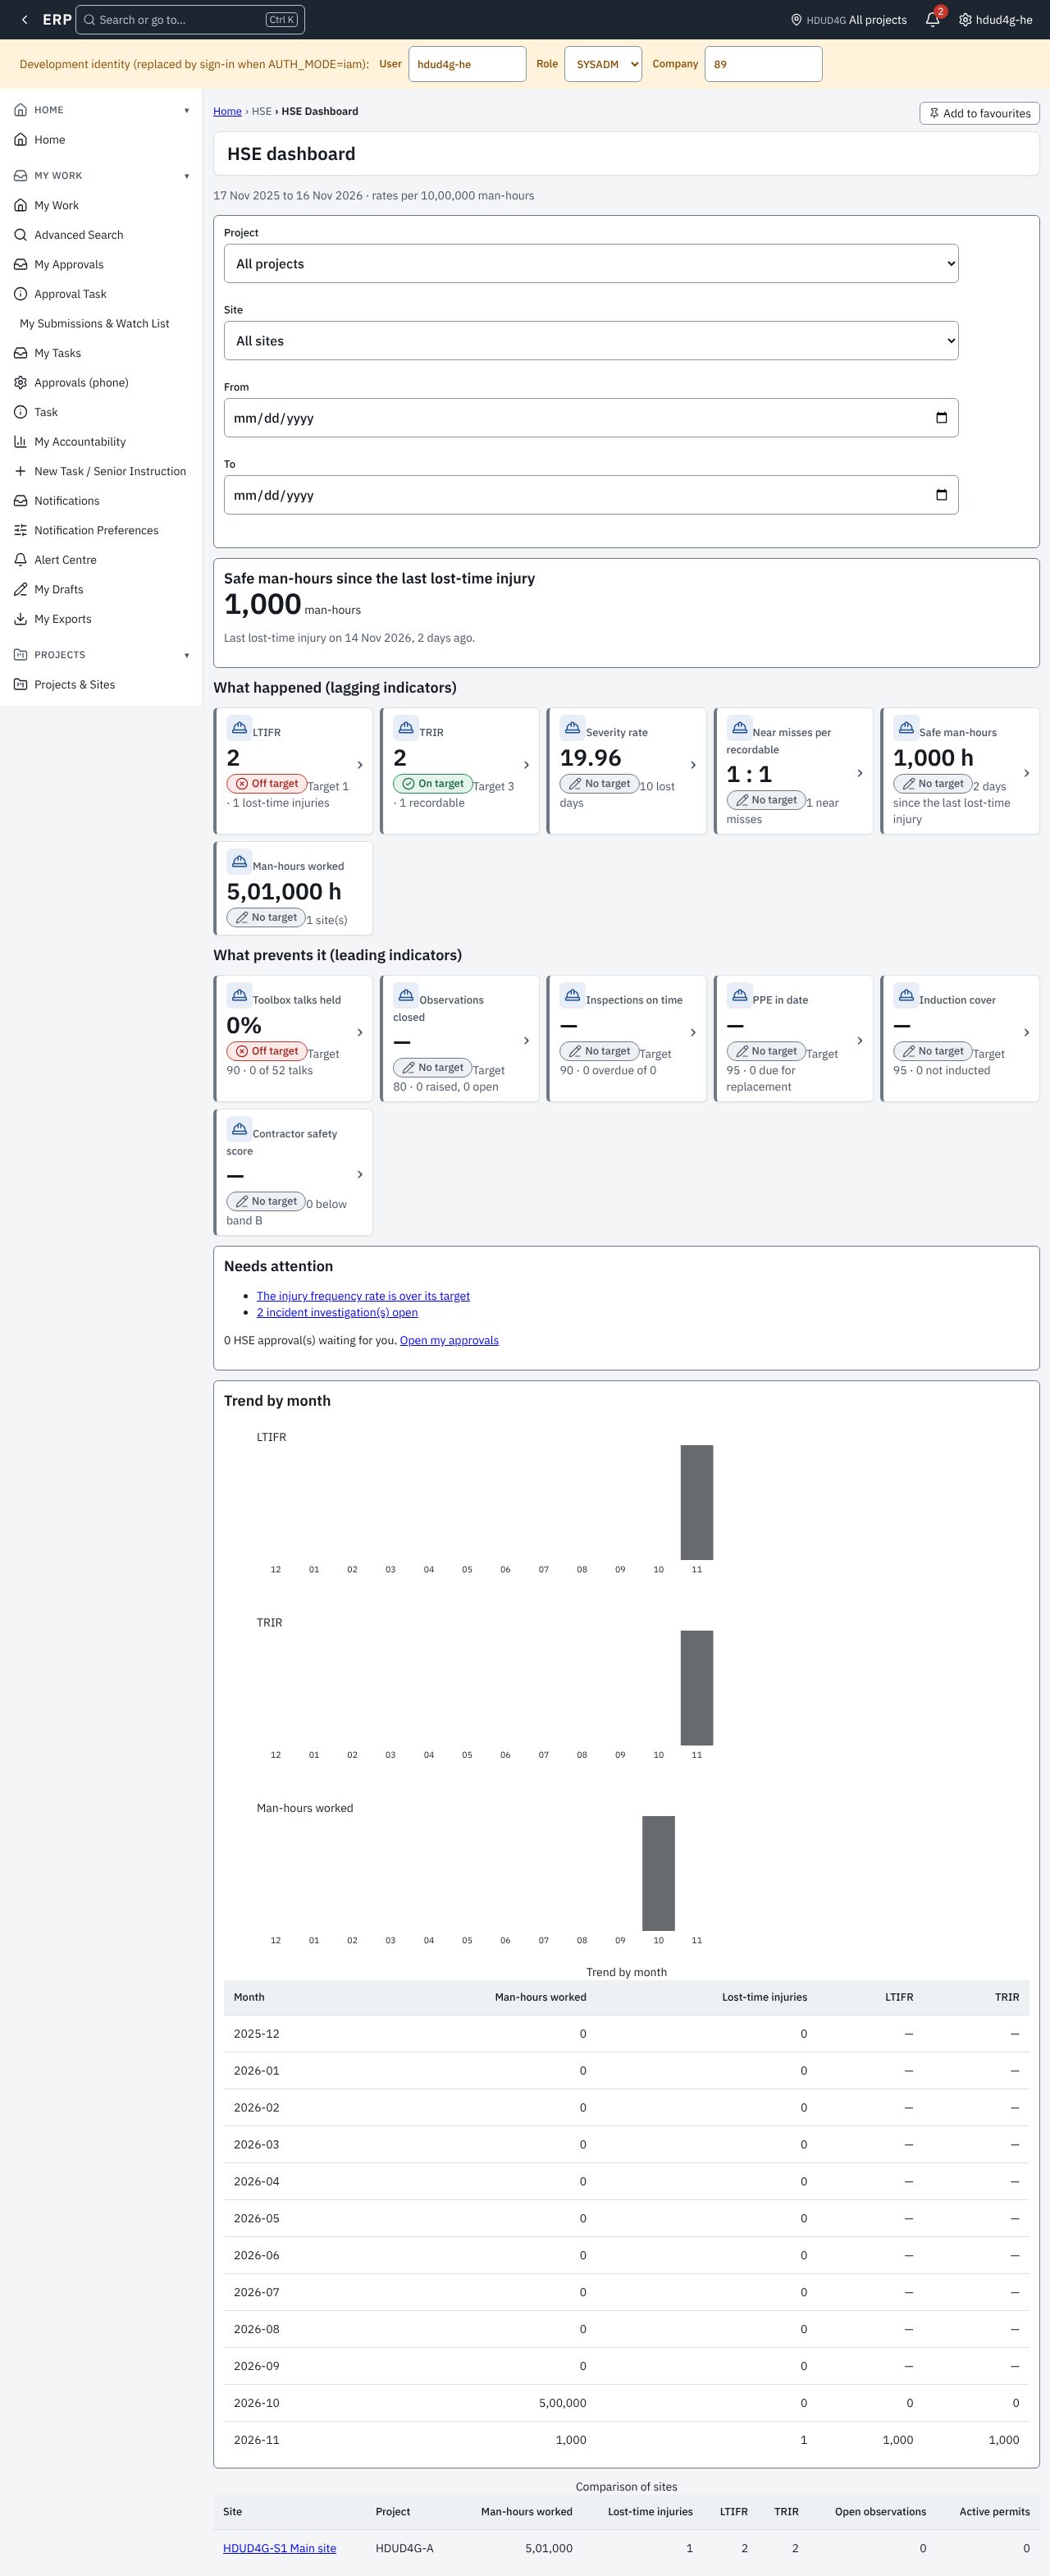 ERP Search or go to... Ctrl K HDUD4G All projects 2 hdud4g-he
Development identity (replaced by sign-in when AUTH_MODE=iam): User hdud4g-he Role SYSADM Company 89
HOME
Home
MY WORK
My Work
Advanced Search
My Approvals
Approval Task
My Submissions & Watch List
My Tasks
Approvals (phone)
Task
My Accountability
New Task / Senior Instruction
Notifications
Notification Preferences
Alert Centre
My Drafts
My Exports
PROJECTS
Projects & Sites
Home › HSE › HSE Dashboard
Add to favourites
HSE dashboard
17 Nov 2025 to 16 Nov 2026 · rates per 10,00,000 man-hours
Project
All projects
Site
All sites
From
mm/dd/yyyy
To
mm/dd/yyyy
Safe man-hours since the last lost-time injury
1,000 man-hours
Last lost-time injury on 14 Nov 2026, 2 days ago.
What happened (lagging indicators)
LTIFR
2
Off target Target 1
· 1 lost-time injuries
TRIR
2
On target Target 3
· 1 recordable
Severity rate
19.96
No target 10 lost
days
Near misses per
recordable
1 : 1
No target 1 near
misses
Safe man-hours
1,000 h
No target 2 days
since the last lost-time
injury
Man-hours worked
5,01,000 h
No target 1 site(s)
What prevents it (leading indicators)
Toolbox talks held
0%
Off target Target
90 · 0 of 52 talks
Observations
closed
—
No target Target
80 · 0 raised, 0 open
Inspections on time
—
No target Target
90 · 0 overdue of 0
PPE in date
—
No target Target
95 · 0 due for
replacement
Induction cover
—
No target Target
95 · 0 not inducted
Contractor safety
score
—
No target 0 below
band B
Needs attention
• The injury frequency rate is over its target
• 2 incident investigation(s) open
0 HSE approval(s) waiting for you. Open my approvals
Trend by month
LTIFR
12 01 02 03 04 05 06 07 08 09 10 11
TRIR
12 01 02 03 04 05 06 07 08 09 10 11
Man-hours worked
12 01 02 03 04 05 06 07 08 09 10 11
Trend by month
Month Man-hours worked Lost-time injuries LTIFR TRIR
2025-12 0 0 — —
2026-01 0 0 — —
2026-02 0 0 — —
2026-03 0 0 — —
2026-04 0 0 — —
2026-05 0 0 — —
2026-06 0 0 — —
2026-07 0 0 — —
2026-08 0 0 — —
2026-09 0 0 — —
2026-10 5,00,000 0 0 0
2026-11 1,000 1 1,000 1,000
Comparison of sites
Site Project Man-hours worked Lost-time injuries LTIFR TRIR Open observations Active permits
HDUD4G-S1 Main site HDUD4G-A 5,01,000 1 2 2 0 0